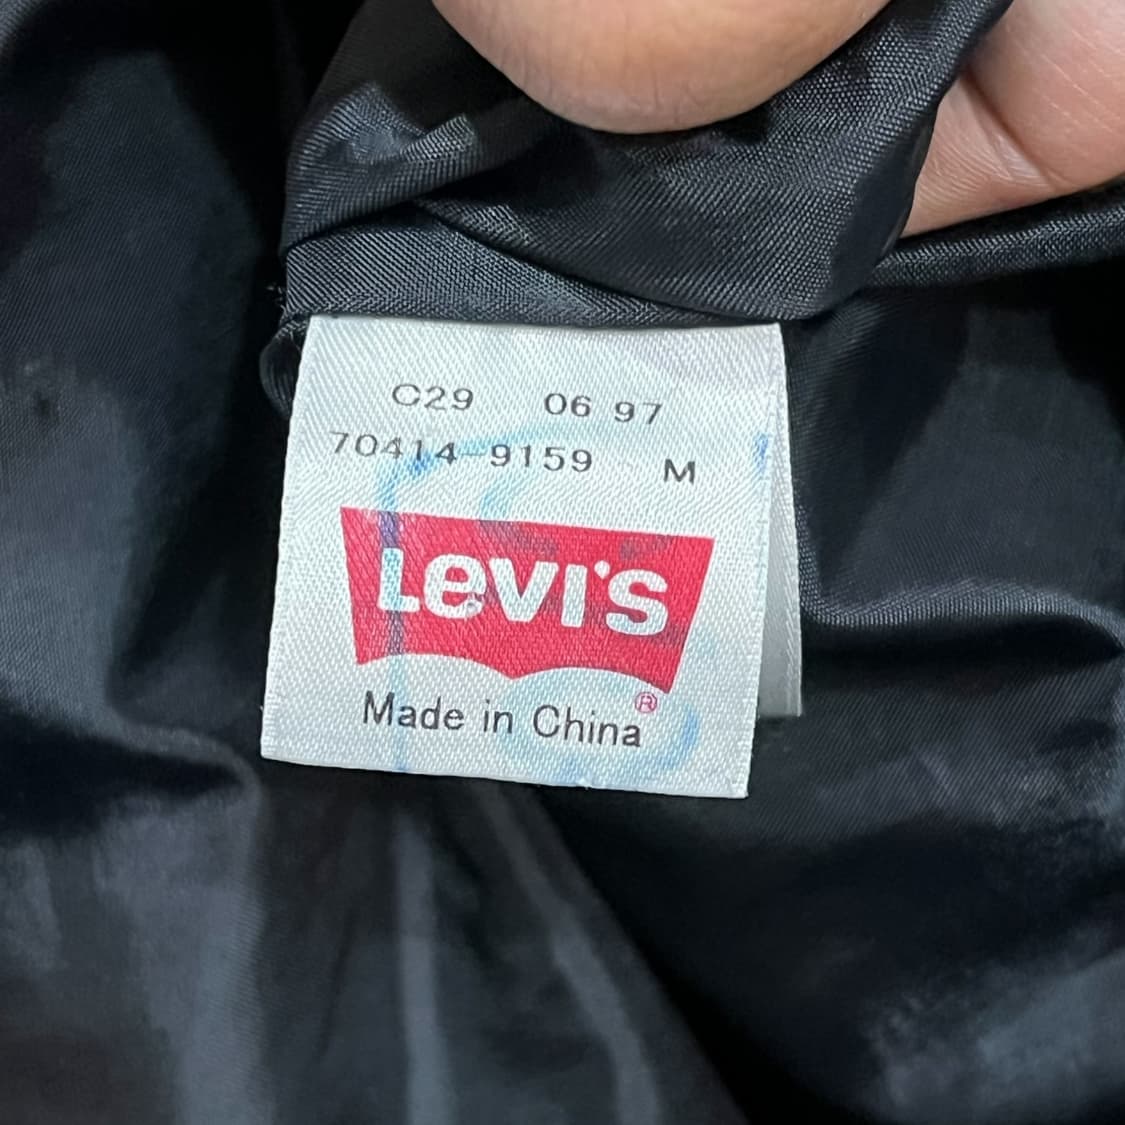 C29 06 97
70414-9159 M
Levi's
®
Made in China